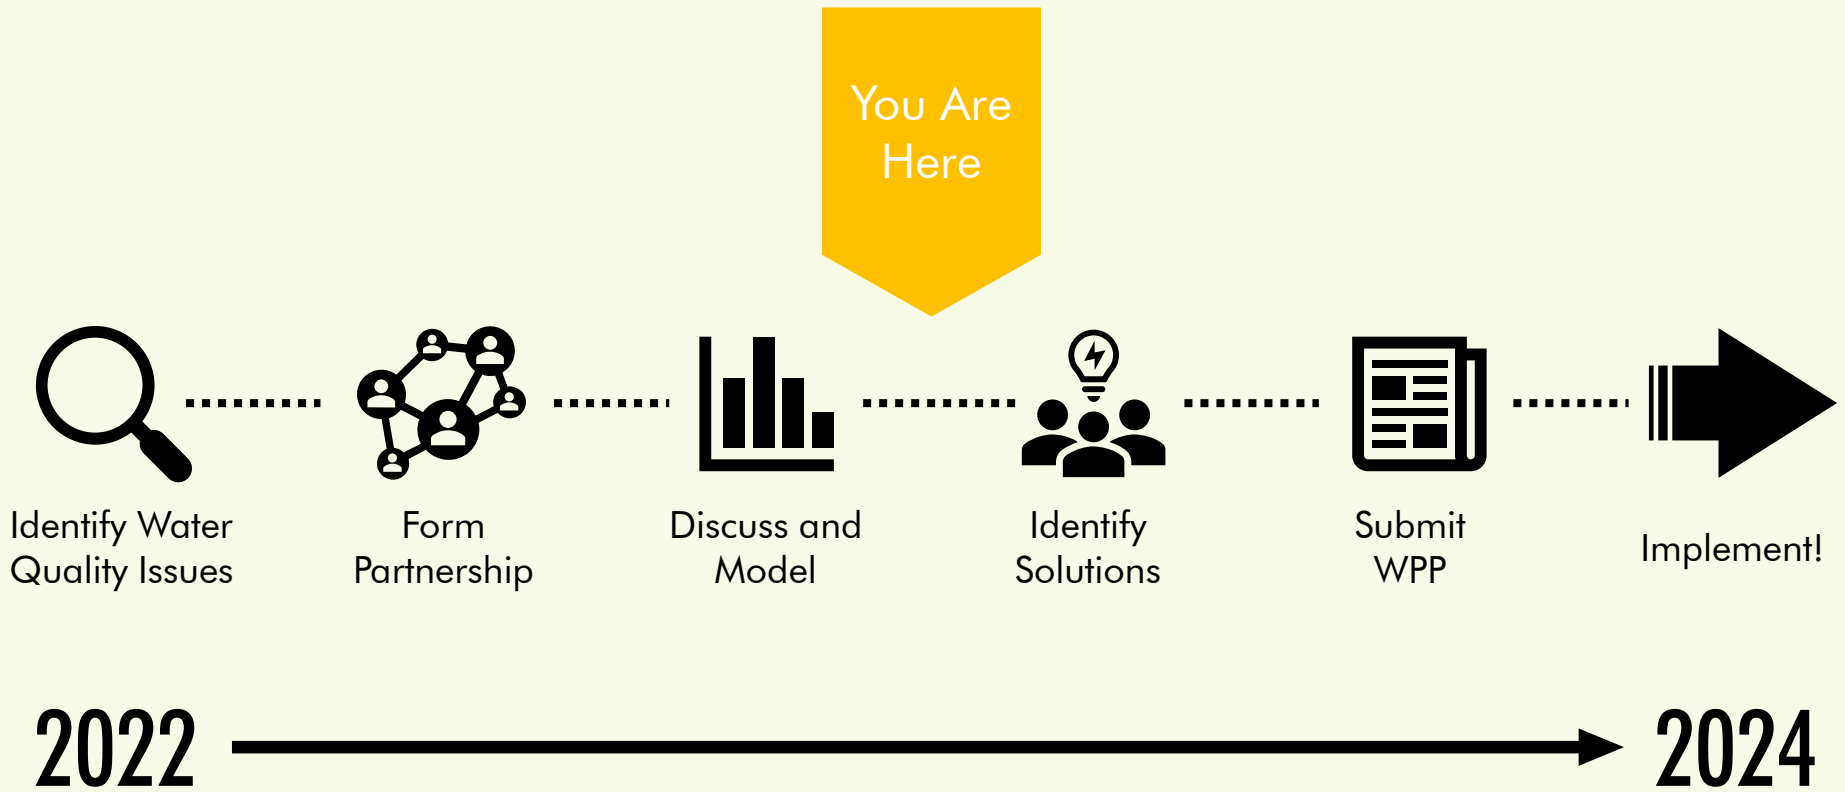 You Are
Here
Identify Water
Quality Issues
Form
Partnership
Discuss and
Model
Identify
Solutions
Submit
WPP
Implement!
2022
2024